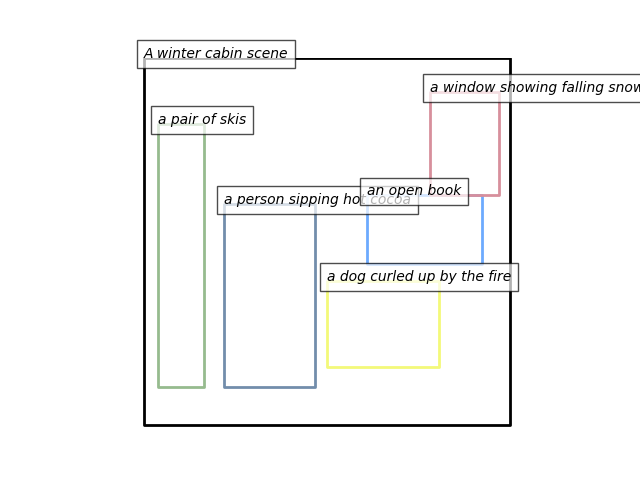 A winter cabin scene
a window showing falling snow
a pair of skis
an open book
a person sipping hot cocoa
a dog curled up by the fire